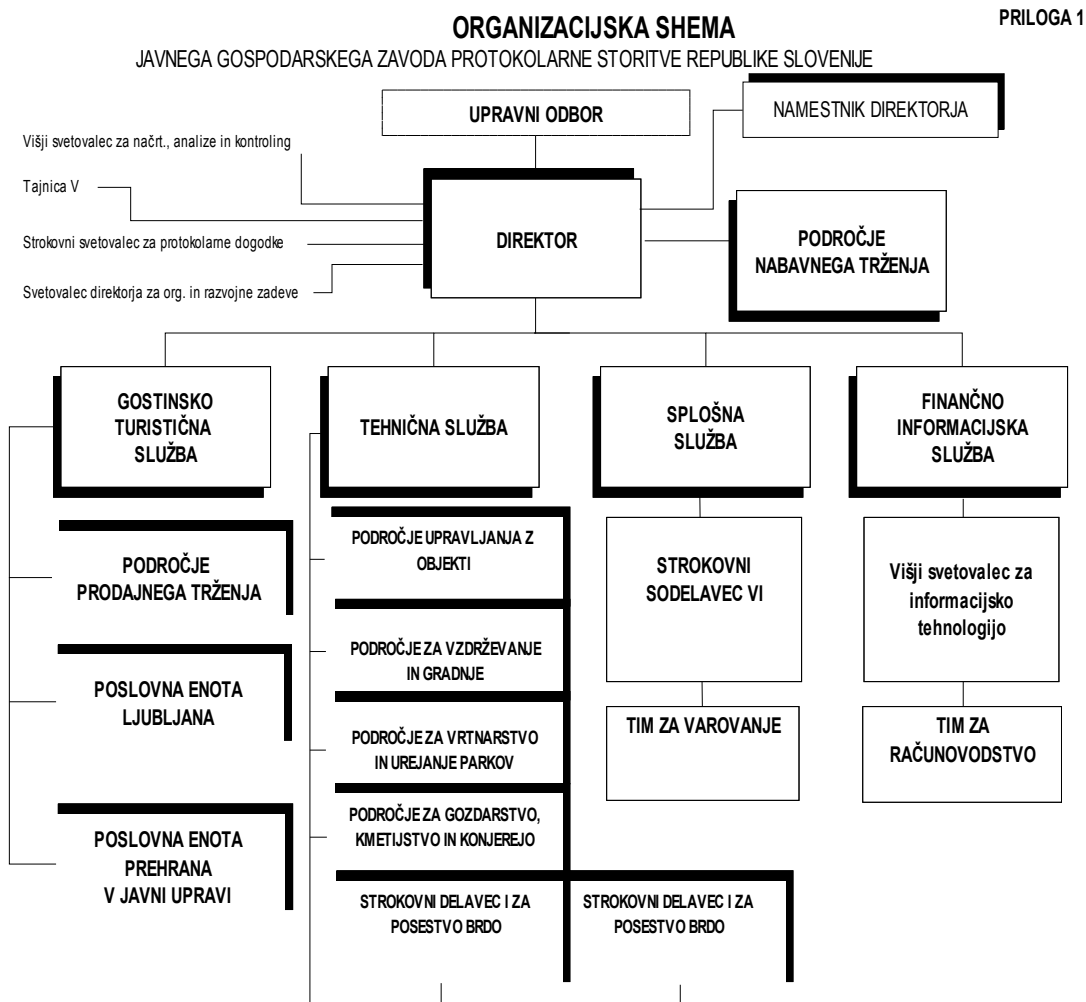 PRILOGA 1
ORGANIZACIJSKA SHEMA
JAVNEGA GOSPODARSKEGA ZAVODA PROTOKOLARNE STORITVE REPUBLIKE SLOVENIJE
UPRAVNI ODBOR
NAMESTNIK DIREKTORJA
Višji svetovalec za načrt., analize in kontroling
Tajnica V
Strokovni svetovalec za protokolarne dogodke
Svetovalec direktorja za org. in razvojne zadeve
DIREKTOR
PODROČJE
NABAVNEGA TRŽENJA
GOSTINSKO
TURISTIČNA
SLUŽBA
TEHNIČNA SLUŽBA
SPLOŠNA
SLUŽBA
FINANČNO
INFORMACIJSKA
SLUŽBA
PODROČJE
PRODAJNEGA TRŽENJA
POSLOVNA ENOTA
LJUBLJANA
POSLOVNA ENOTA
PREHRANA
V JAVNI UPRAVI
PODROČJE UPRAVLJANJA Z
OBJEKTI
PODROČJE ZA VZDRŽEVANJE
IN GRADNJE
PODROČJE ZA VRTNARSTVO
IN UREJANJE PARKOV
PODROČJE ZA GOZDARSTVO,
KMETIJSTVO IN KONJEREJO
STROKOVNI DELAVEC I ZA
POSESTVO BRDO
STROKOVNI DELAVEC I ZA
POSESTVO BRDO
STROKOVNI
SODELAVEC VI
TIM ZA VAROVANJE
Višji svetovalec za
informacijsko
tehnologijo
TIM ZA
RAČUNOVODSTVO